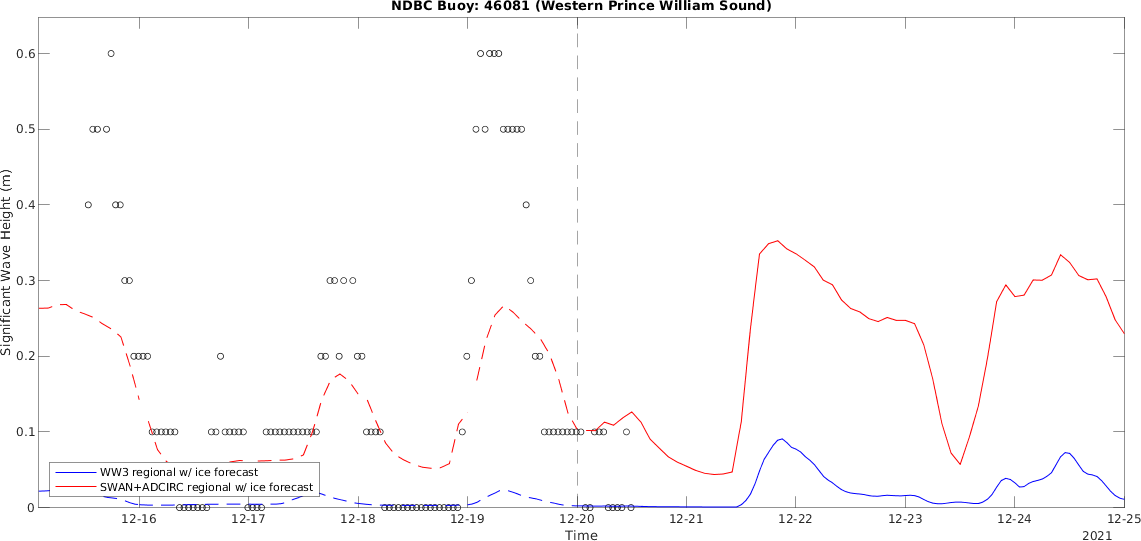 NDBC Buoy: 46081 (Western Prince William Sound)
Significant Wave Height (m)
0.6
0.5
0.4
0.3
0.2
0.1
0
WW3 regional w/ ice forecast
SWAN+ADCIRC regional w/ ice forecast
12-16 12-17 12-18 12-19 12-20 12-21 12-22 12-23 12-24 12-25
Time
2021